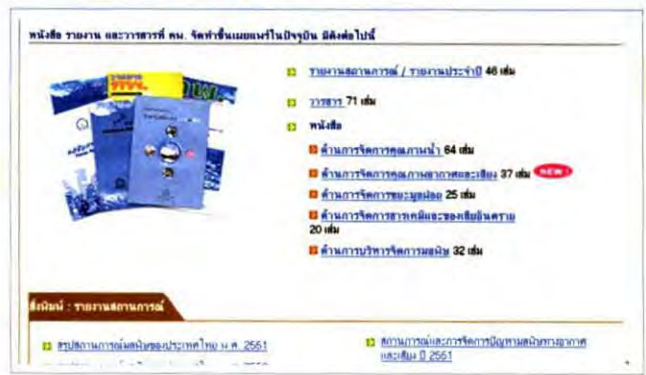 หนังสือ รายงาน และวารสารที่ คพ. จัดทำขึ้นเผยแพร่ในปัจจุบัน มีดังต่อไปนี้
รายงานสถานการณ์ / รายงานประจำปี 46 เล่ม
วารสาร 71 เล่ม
หนังสือ
ด้านการจัดการคุณภาพน้ำ 64 เล่ม
ด้านการจัดการคุณภาพอากาศและเสียง 37 เล่ม NEW !
ด้านการจัดการขยะมูลฝอย 25 เล่ม
ด้านการจัดการสารเคมีและของเสียอันตราย
20 เล่ม
ด้านการบริหารจัดการมลพิษ 32 เล่ม
สิ่งพิมพ์ : รายงานสถานการณ์
สรุปสถานการณ์มลพิษของประเทศไทย พ.ศ. 2551
สถานการณ์และการจัดการปัญหามลพิษทางอากาศ
และเสียง ปี 2551